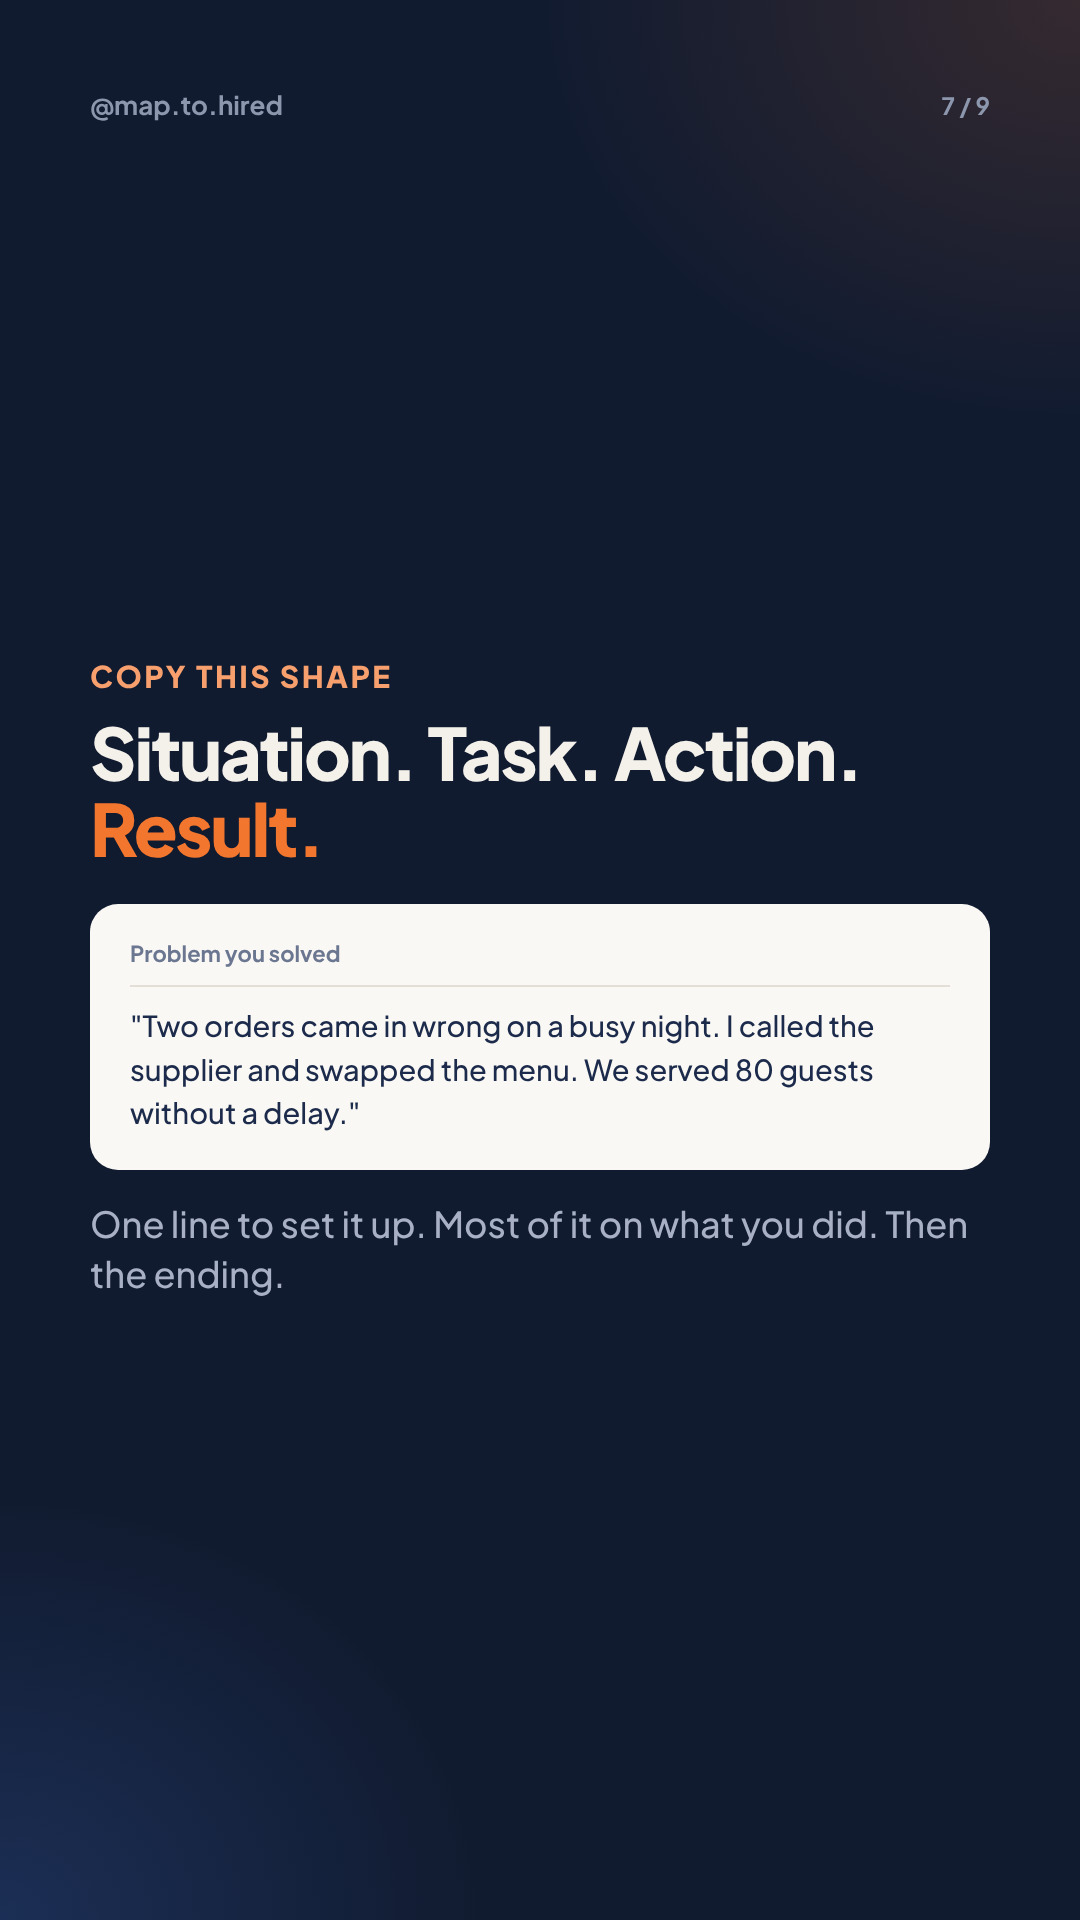 @map.to.hired
7 / 9
COPY THIS SHAPE
Situation. Task. Action.
Result.
Problem you solved
"Two orders came in wrong on a busy night. I called the
supplier and swapped the menu. We served 80 guests
without a delay."
One line to set it up. Most of it on what you did. Then
the ending.